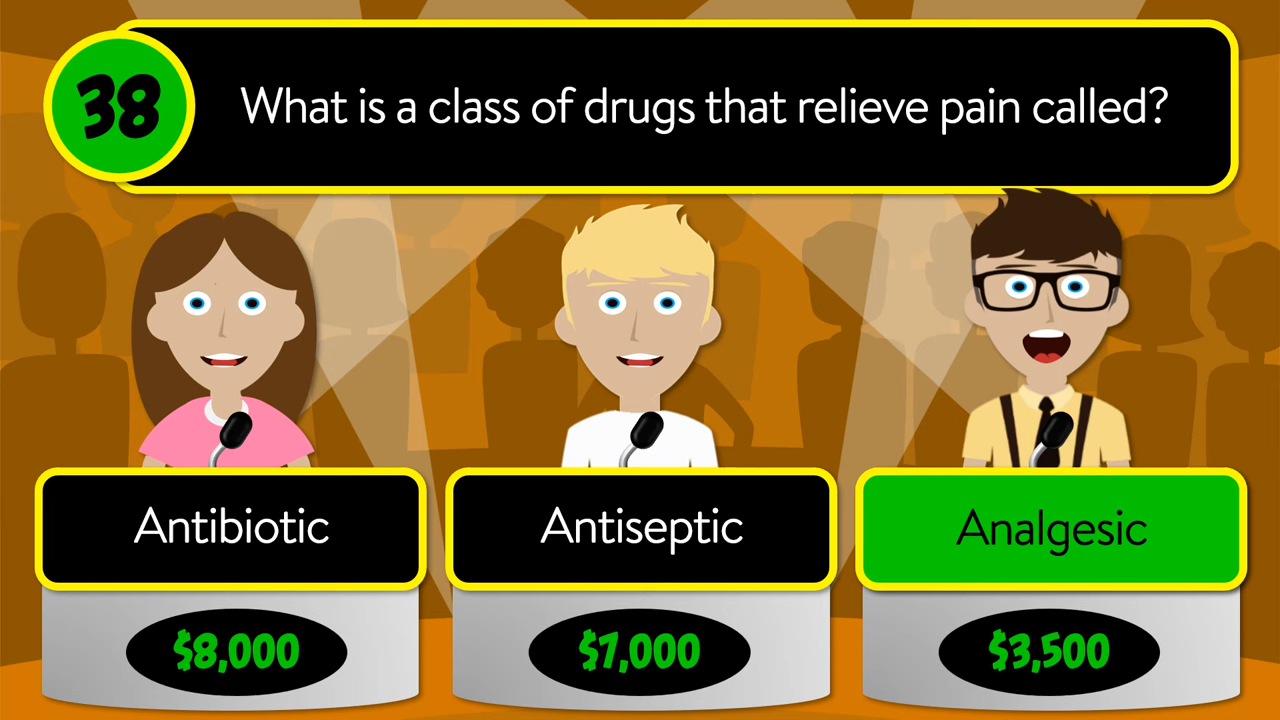 38
What is a class of drugs that relieve pain called?
Antibiotic
Antiseptic
Analgesic
$8,000
$7,000
$3,500